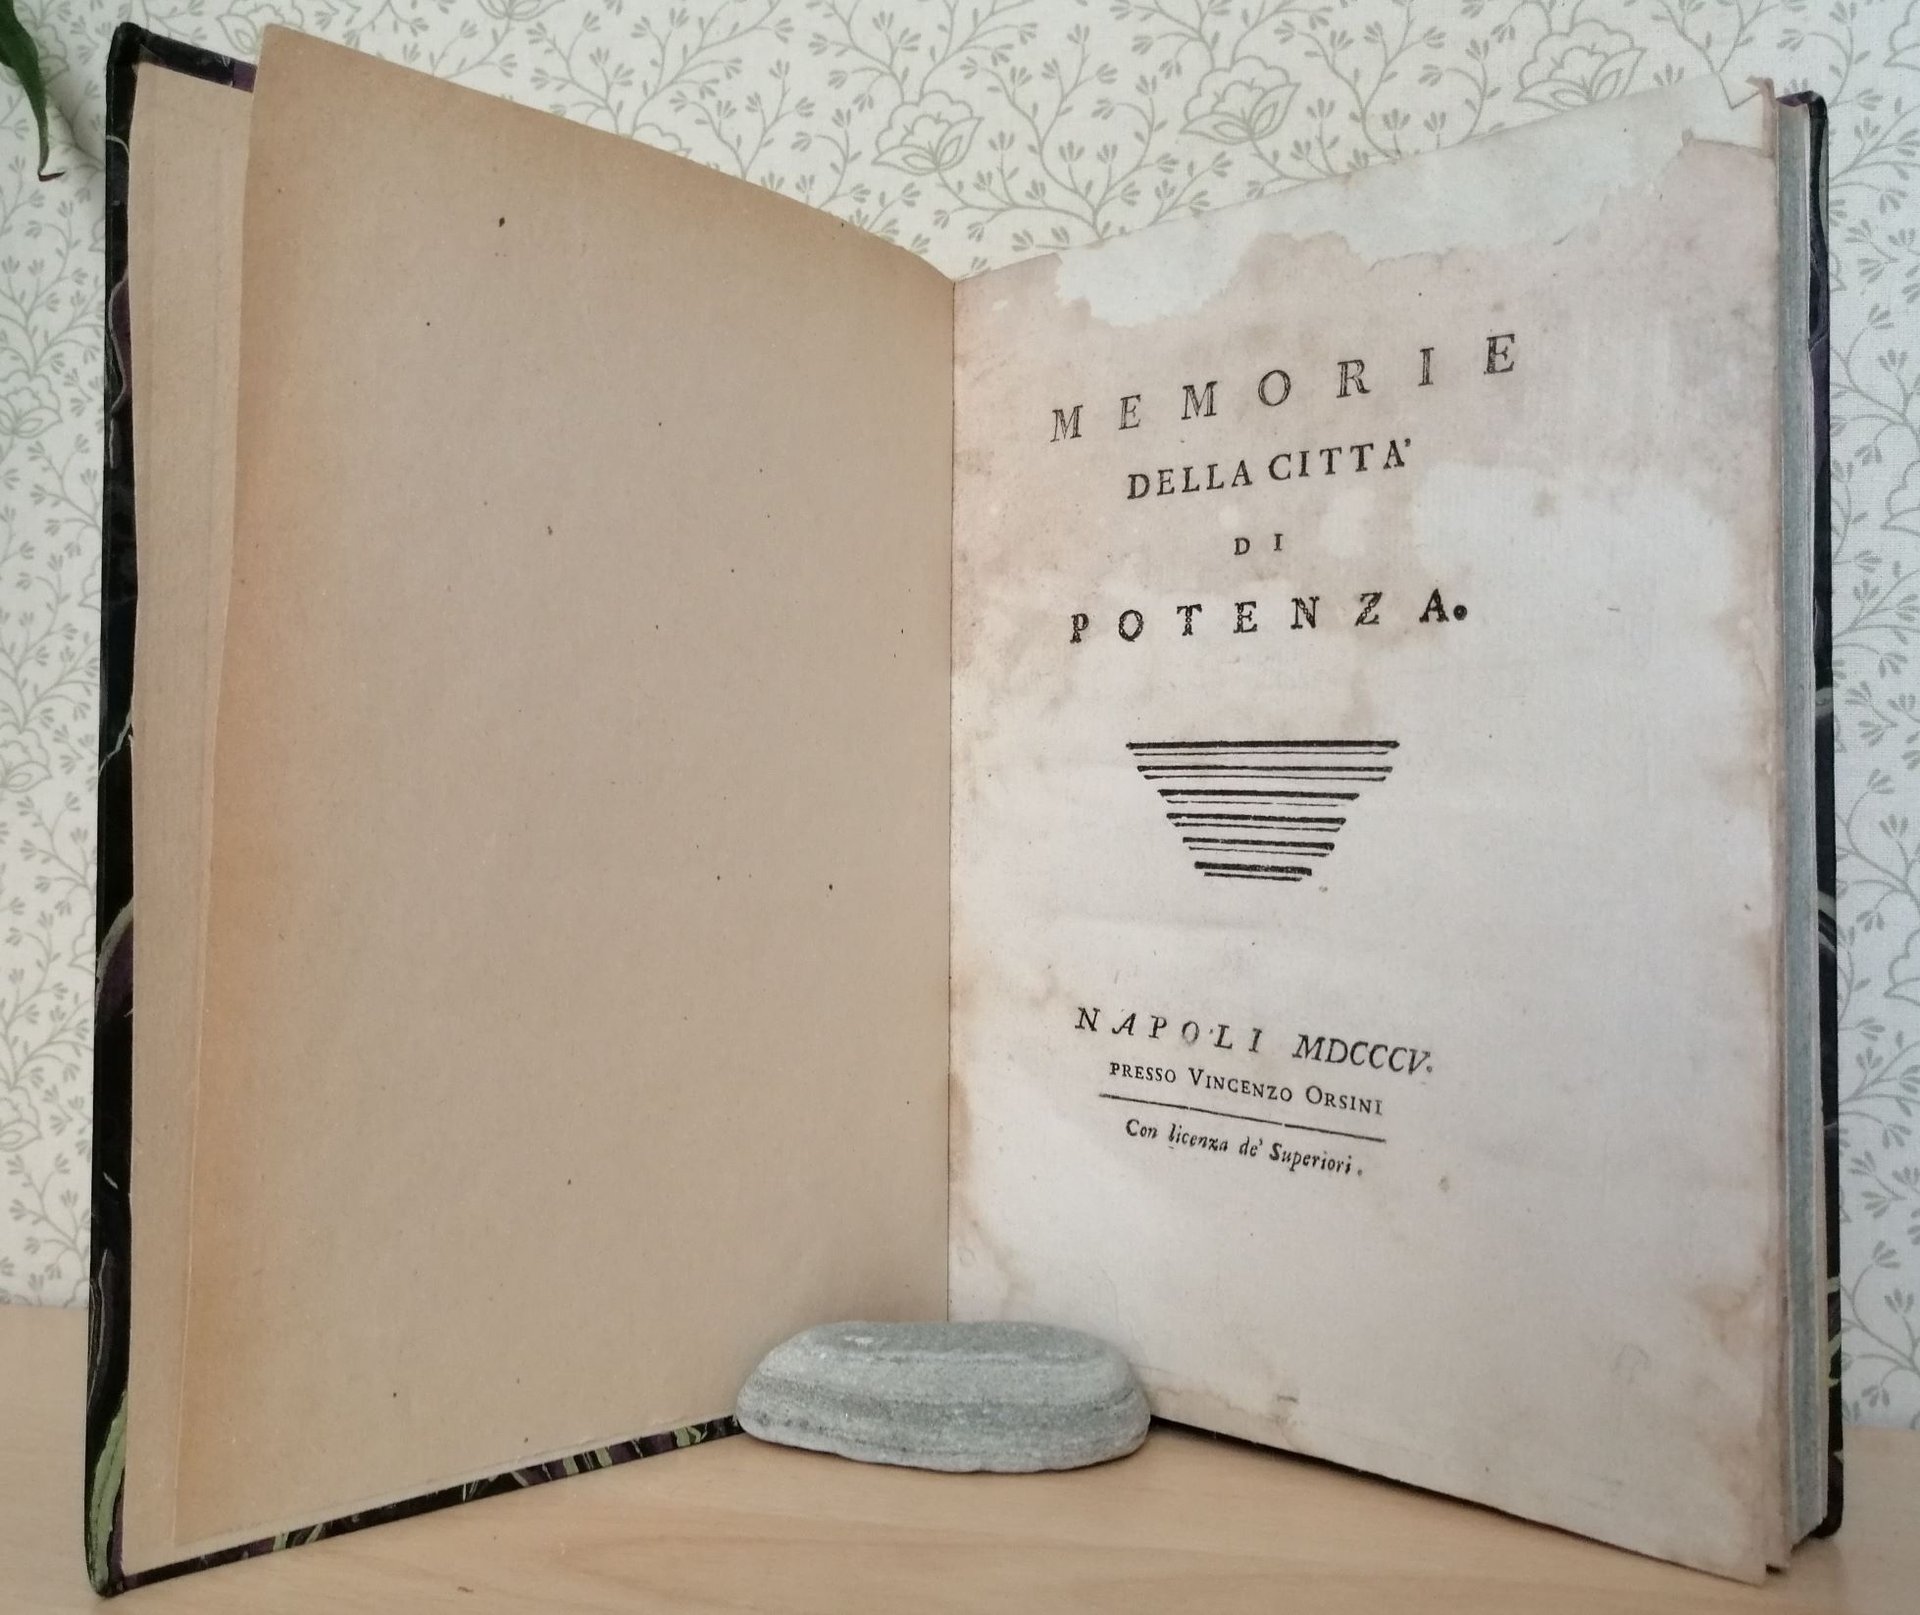 MEMORIE
DELLA CITTA'
DI
POTENZA.
NAPOLI MDCCCV.
PRESSO VINCENZO ORSINI
Con licenza de' Superiori.